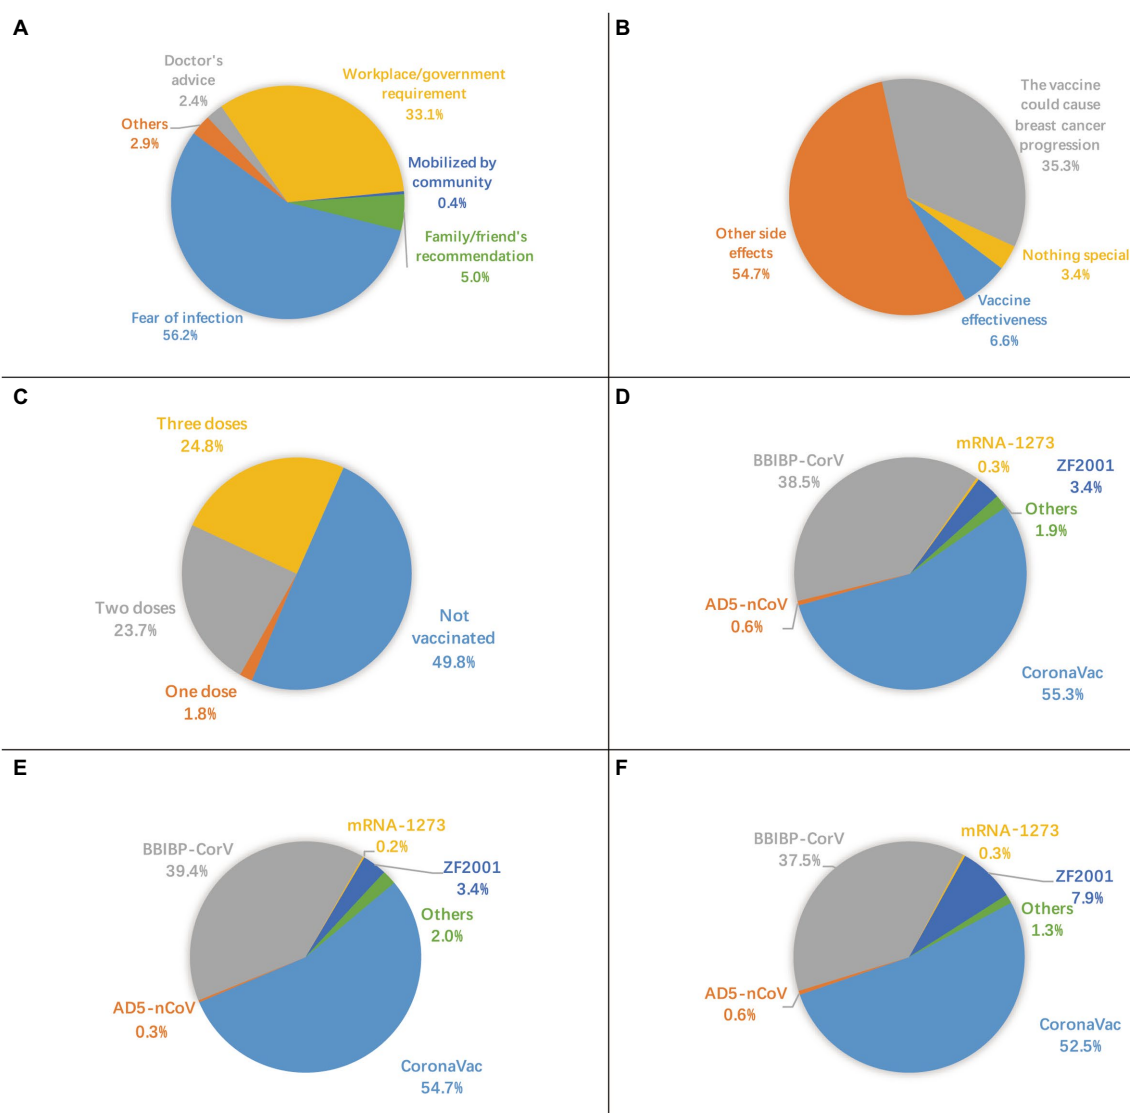 A
Doctor's
advice
2.4%
Workplace/government
requirement
33.1%
Others
2.9%
Mobilized by
community
0.4%
Family/friend's
recommendation
5.0%
Fear of infection
56.2%
B
The vaccine
could cause
breast cancer
progression
35.3%
Other side
effects
54.7%
Nothing special
3.4%
Vaccine
effectiveness
6.6%
C
Three doses
24.8%
Two doses
23.7%
Not
vaccinated
49.8%
One dose
1.8%
D
mRNA-1273
0.3%
BBIBP-CorV
38.5%
ZF2001
3.4%
Others
1.9%
AD5-nCoV
0.6%
CoronaVac
55.3%
E
mRNA-1273
0.2%
BBIBP-CorV
39.4%
ZF2001
3.4%
Others
2.0%
AD5-nCoV
0.3%
CoronaVac
54.7%
F
mRNA-1273
0.3%
BBIBP-CorV
37.5%
ZF2001
7.9%
Others
1.3%
AD5-nCoV
0.6%
CoronaVac
52.5%